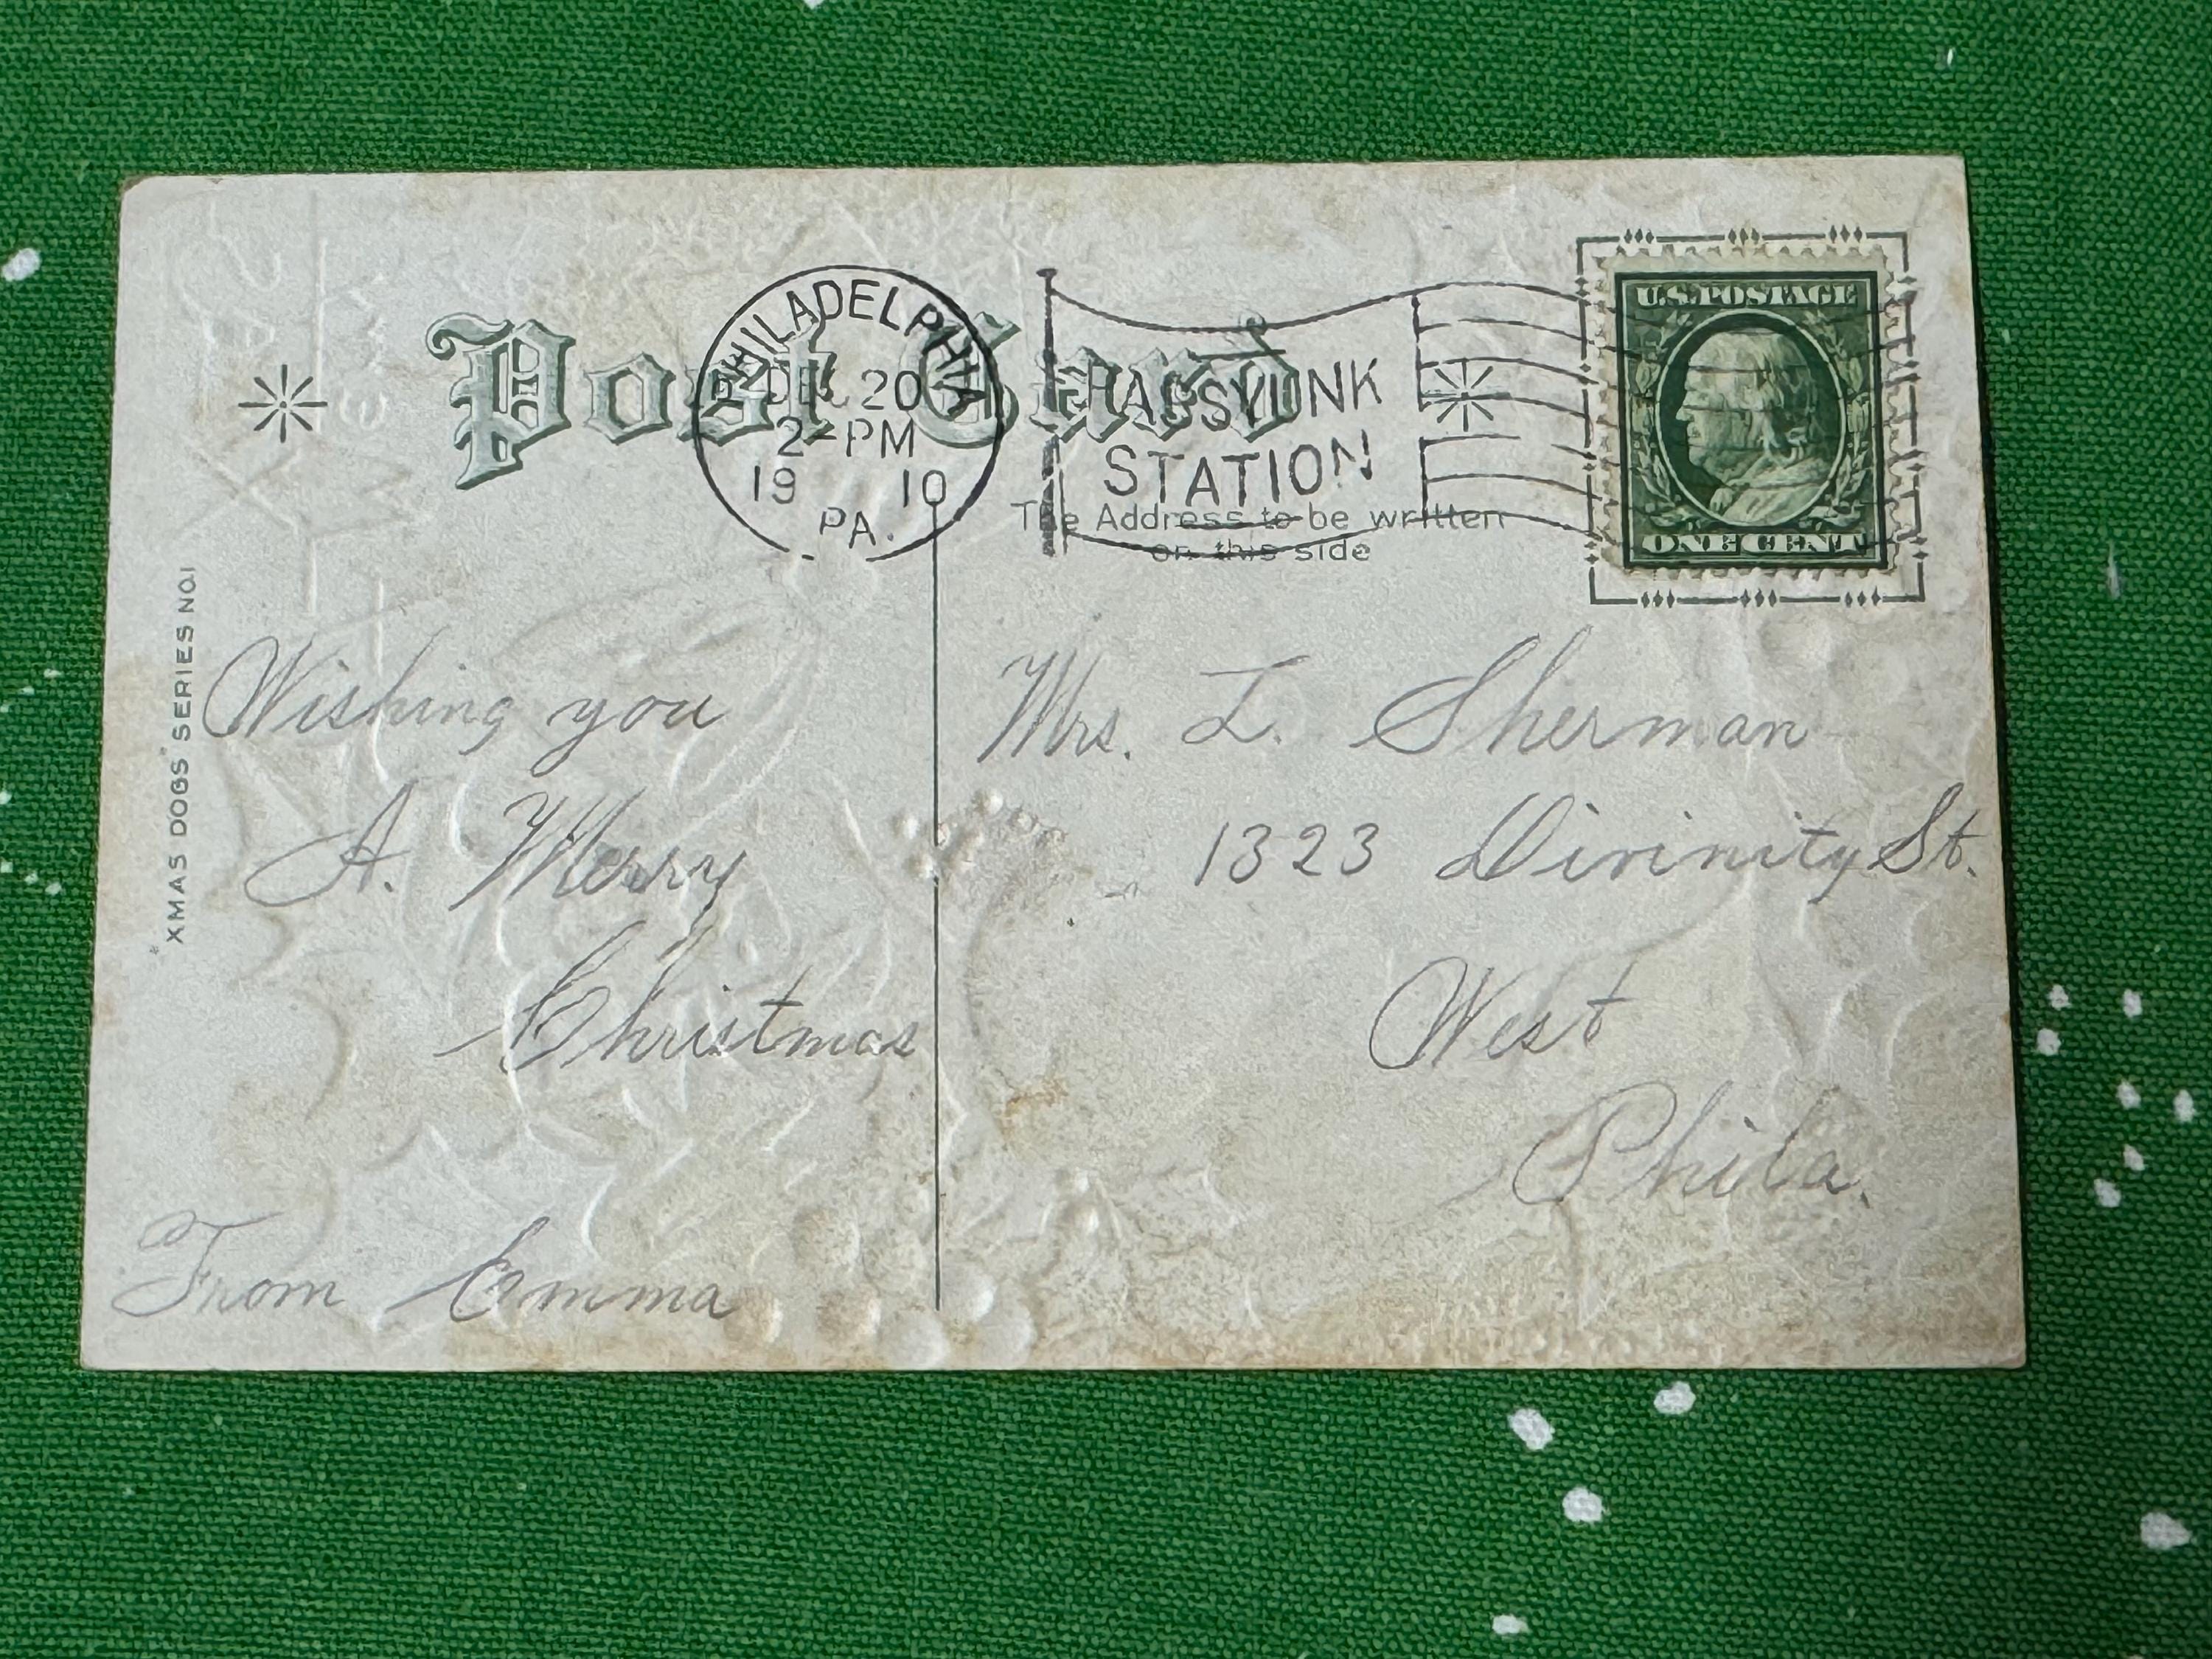 Post Card
PHILADELPHIA
DEC 20
2-PM
19 10
PA.
PASSYUNK
STATION
U.S. POSTAGE
ONE CENT
The Address to be written
on this side
"XMAS DOGS" SERIES NO.1
Wishing you
A. Merry
Christmas
From Emma
Mrs. L. Sherman
1323 Divinity St.
West
Phila.